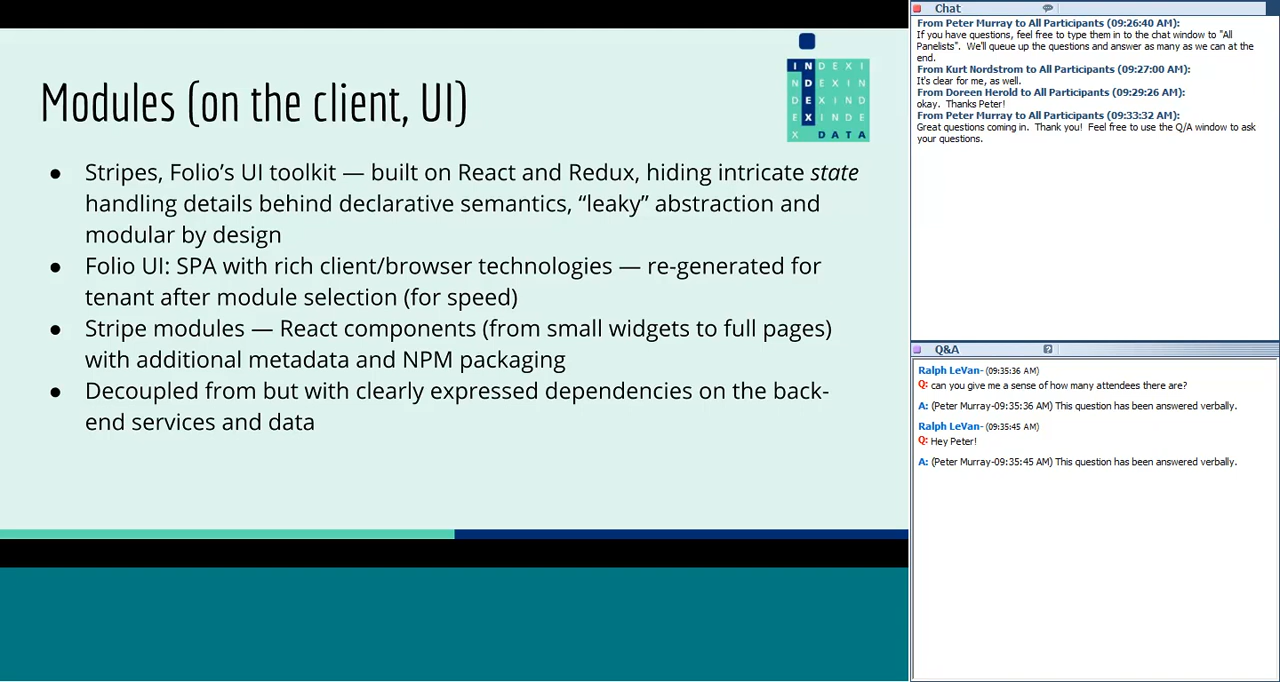 Modules (on the client, UI)
INDEXI
NDEXIN
DEXIND
EXINDE
X DATA
● Stripes, Folio’s UI toolkit — built on React and Redux, hiding intricate state
handling details behind declarative semantics, “leaky” abstraction and
modular by design
● Folio UI: SPA with rich client/browser technologies — re-generated for
tenant after module selection (for speed)
● Stripe modules — React components (from small widgets to full pages)
with additional metadata and NPM packaging
● Decoupled from but with clearly expressed dependencies on the back-
end services and data
Chat
From Peter Murray to All Participants (09:26:40 AM):
If you have questions, feel free to type them in to the chat window to "All
Panelists". We'll queue up the questions and answer as many as we can at the
end.
From Kurt Nordstrom to All Participants (09:27:00 AM):
It's clear for me, as well.
From Doreen Herold to All Participants (09:29:26 AM):
okay. Thanks Peter!
From Peter Murray to All Participants (09:33:32 AM):
Great questions coming in. Thank you! Feel free to use the Q/A window to ask
your questions.
Q&A
Ralph LeVan- (09:35:36 AM)
Q: can you give me a sense of how many attendees there are?
A: (Peter Murray-09:35:36 AM) This question has been answered verbally.
Ralph LeVan- (09:35:45 AM)
Q: Hey Peter!
A: (Peter Murray-09:35:45 AM) This question has been answered verbally.